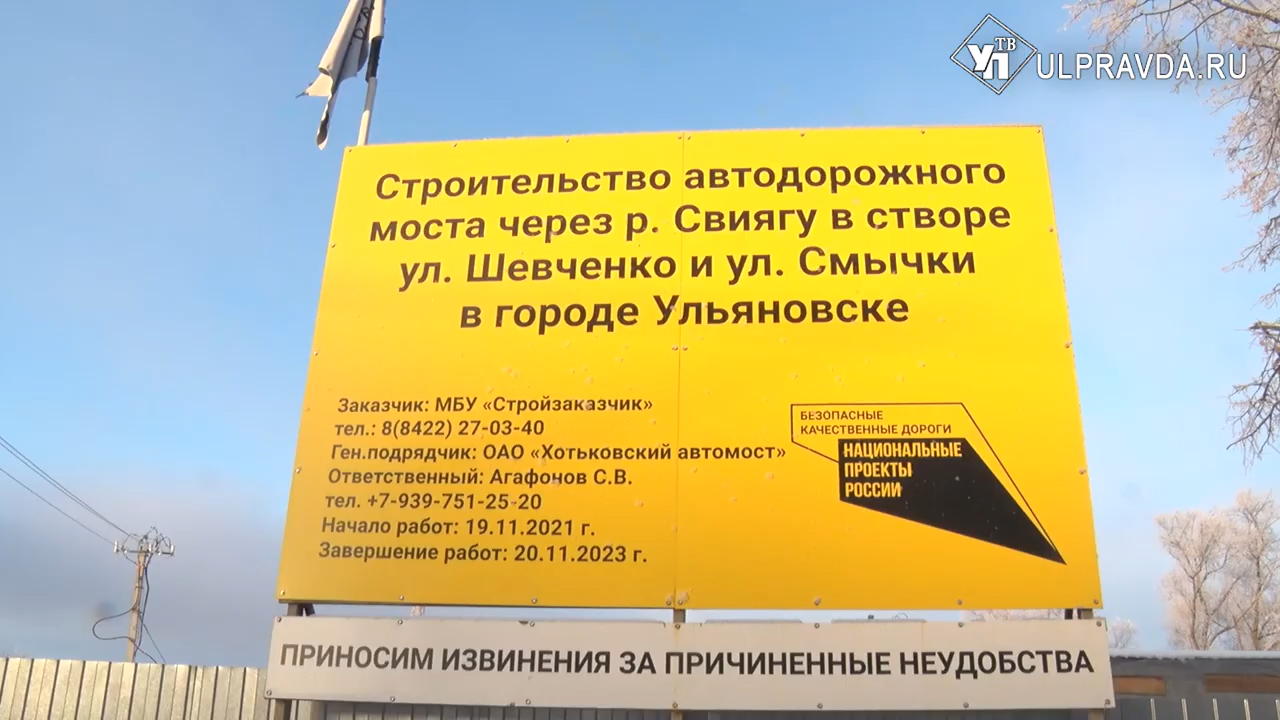 УП ТВ ULPRAVDA.RU
Строительство автодорожного
моста через р. Свиягу в створе
ул. Шевченко и ул. Смычки
в городе Ульяновске
Заказчик: МБУ «Стройзаказчик»
тел.: 8(8422) 27-03-40
Ген.подрядчик: ОАО «Хотьковский автомост»
Ответственный: Агафонов С.В.
тел. +7-939-751-25-20
Начало работ: 19.11.2021 г.
Завершение работ: 20.11.2023 г.
БЕЗОПАСНЫЕ
КАЧЕСТВЕННЫЕ ДОРОГИ
НАЦИОНАЛЬНЫЕ
ПРОЕКТЫ
РОССИИ
ПРИНОСИМ ИЗВИНЕНИЯ ЗА ПРИЧИНЕННЫЕ НЕУДОБСТВА